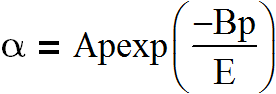 α = Apexp(−Bp/E)